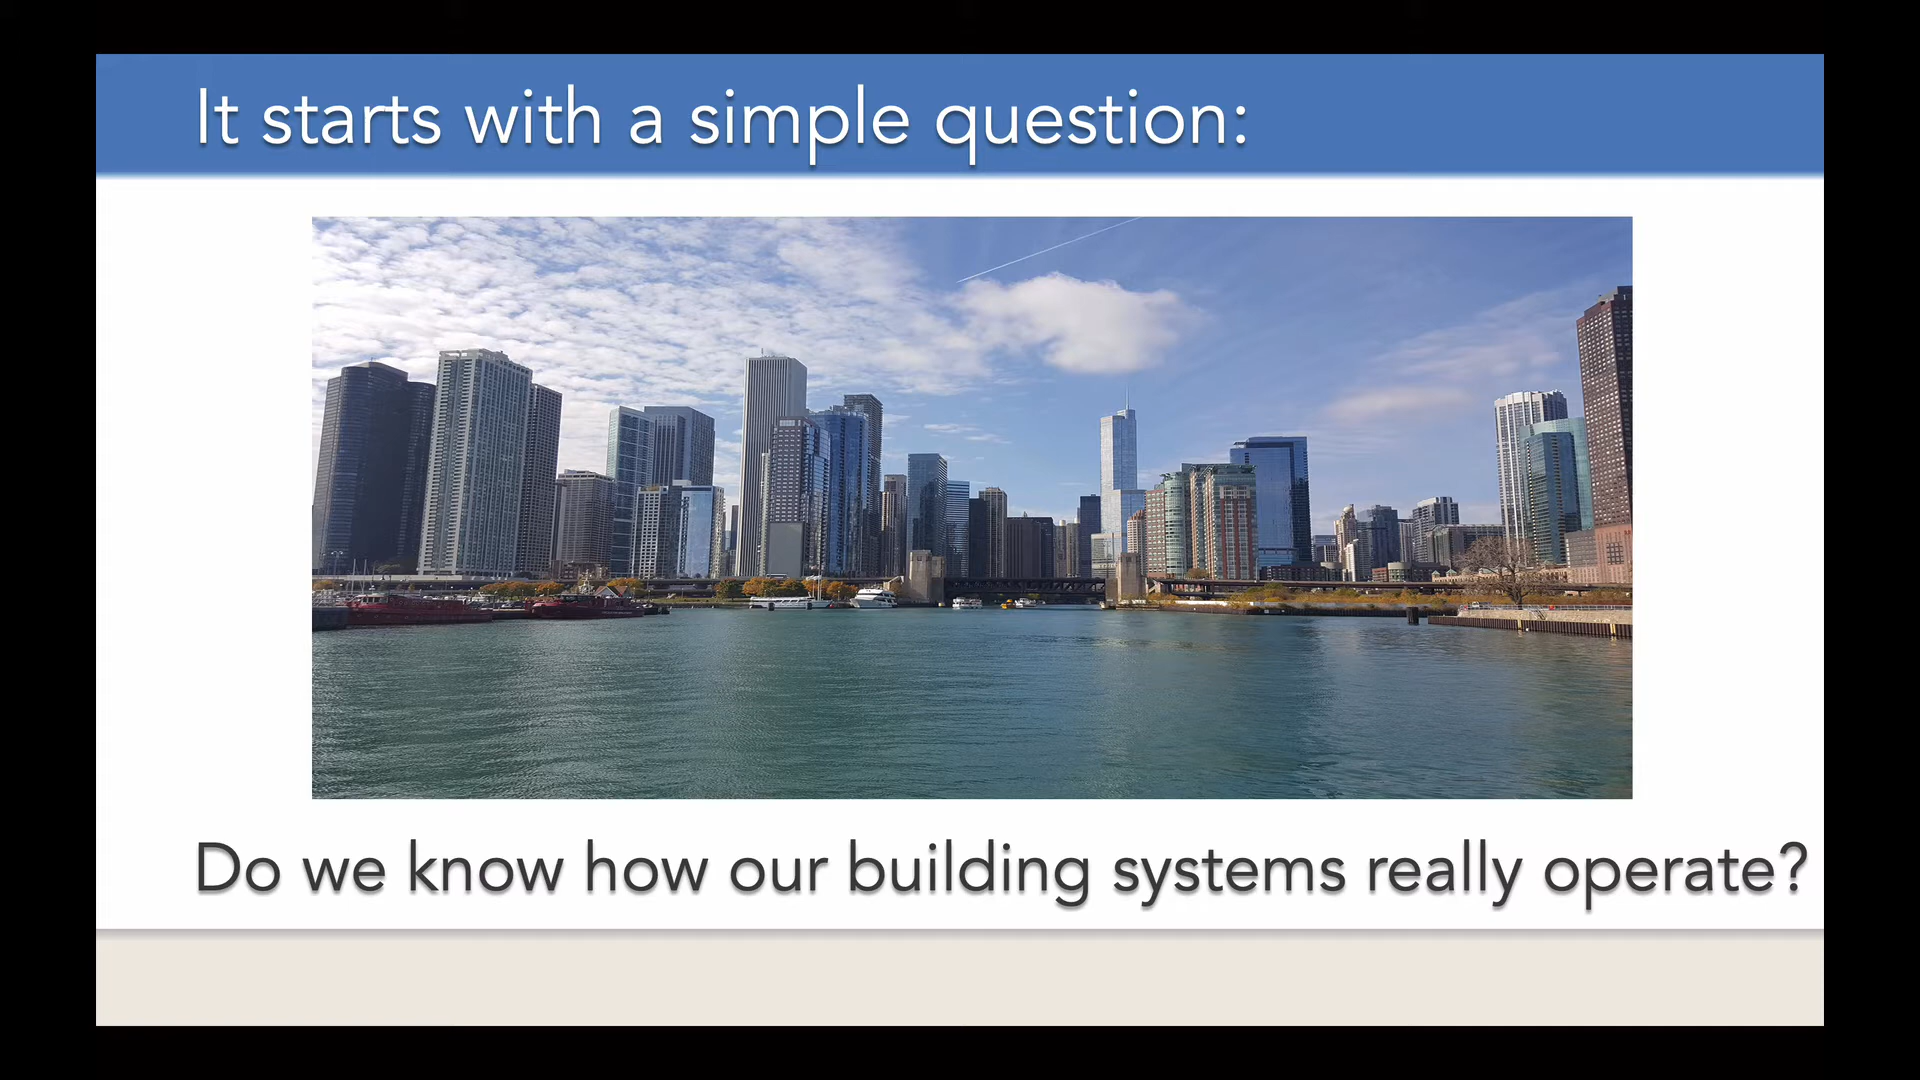 It starts with a simple question:
Do we know how our building systems really operate?